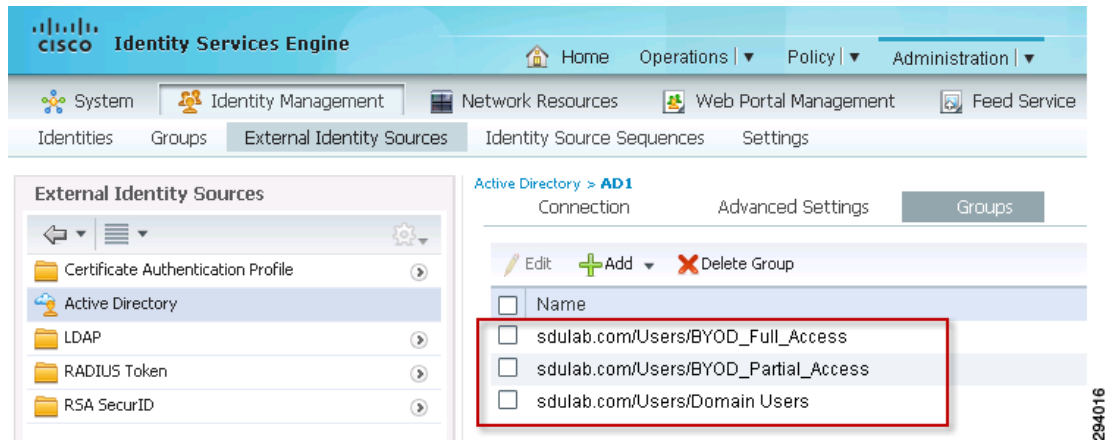 CISCO Identity Services Engine
Home Operations Policy Administration
System Identity Management Network Resources Web Portal Management Feed Service
Identities Groups External Identity Sources Identity Source Sequences Settings
External Identity Sources
Certificate Authentication Profile
Active Directory
LDAP
RADIUS Token
RSA SecurID
Active Directory > AD1
Connection Advanced Settings Groups
Edit Add Delete Group
Name
sdulab.com/Users/BYOD_Full_Access
sdulab.com/Users/BYOD_Partial_Access
sdulab.com/Users/Domain Users
294016